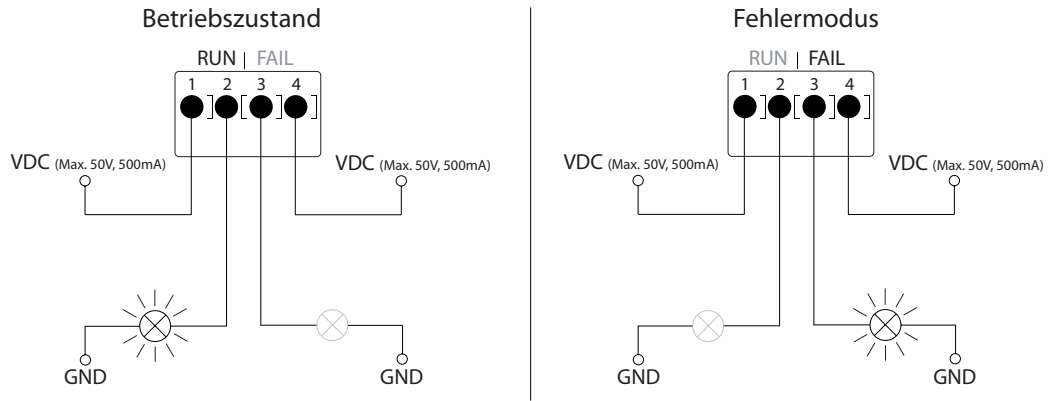 Betriebszustand
RUN | FAIL
1 2 3 4
VDC (Max. 50V, 500mA)
VDC (Max. 50V, 500mA)
GND
GND
Fehlermodus
RUN | FAIL
1 2 3 4
VDC (Max. 50V, 500mA)
VDC (Max. 50V, 500mA)
GND
GND